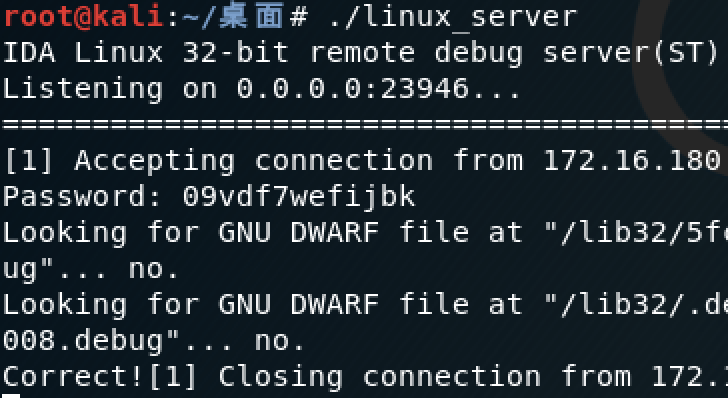 root@kali:~/桌面# ./linux_server
IDA Linux 32-bit remote debug server(ST)
Listening on 0.0.0.0:23946...
=========================================
[1] Accepting connection from 172.16.180
Password: 09vdf7wefijbk
Looking for GNU DWARF file at "/lib32/5f
ug"... no.
Looking for GNU DWARF file at "/lib32/.de
008.debug"... no.
Correct![1] Closing connection from 172.